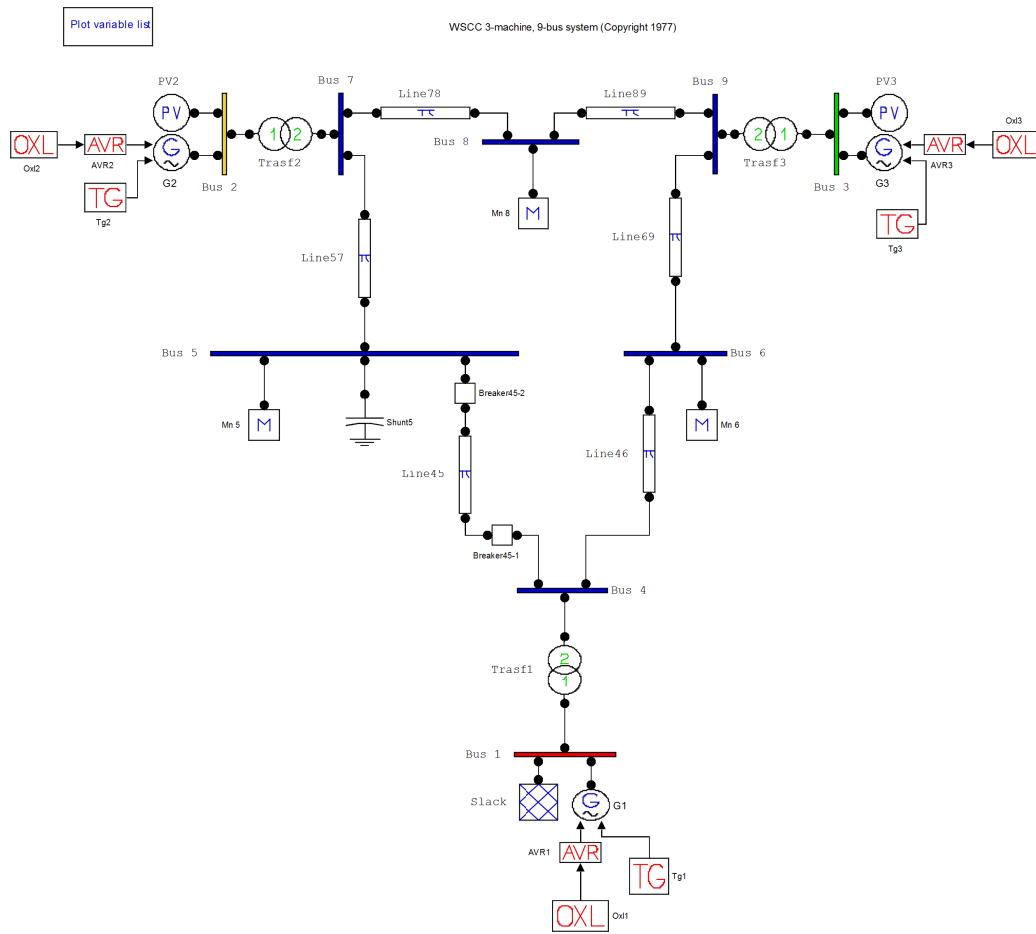 Plot variable list
WSCC 3-machine, 9-bus system (Copyright 1977)
PV2
PV
OXL
Oxl2
AVR
AVR2
G
G2
TG
Tg2
Bus 2
1 2
Trasf2
Bus 7
Line78
Bus 8
M
Mn 8
Line89
Bus 9
2 1
Trasf3
Bus 3
PV3
PV
G
G3
AVR
AVR3
Oxl3
OXL
TG
Tg3
Line57
Line69
Bus 5
Bus 6
M
Mn 5
Shunt5
Breaker45-2
Line45
Breaker45-1
Line46
M
Mn 6
Bus 4
Trasf1
2
1
Bus 1
Slack
G
G1
AVR1
AVR
TG
Tg1
OXL
Oxl1